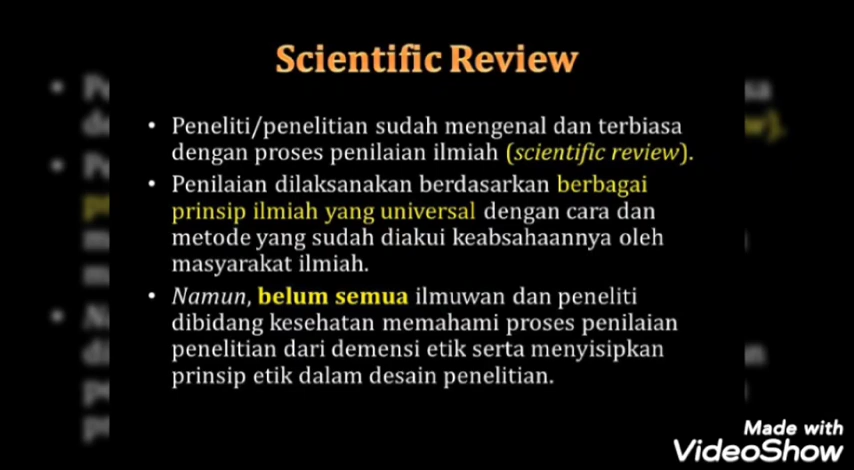 Scientific Review
• Peneliti/penelitian sudah mengenal dan terbiasa
dengan proses penilaian ilmiah (scientific review).
• Penilaian dilaksanakan berdasarkan berbagai
prinsip ilmiah yang universal dengan cara dan
metode yang sudah diakui keabsahaannya oleh
masyarakat ilmiah.
• Namun, belum semua ilmuwan dan peneliti
dibidang kesehatan memahami proses penilaian
penelitian dari demensi etik serta menyisipkan
prinsip etik dalam desain penelitian.
Made with
VideoShow